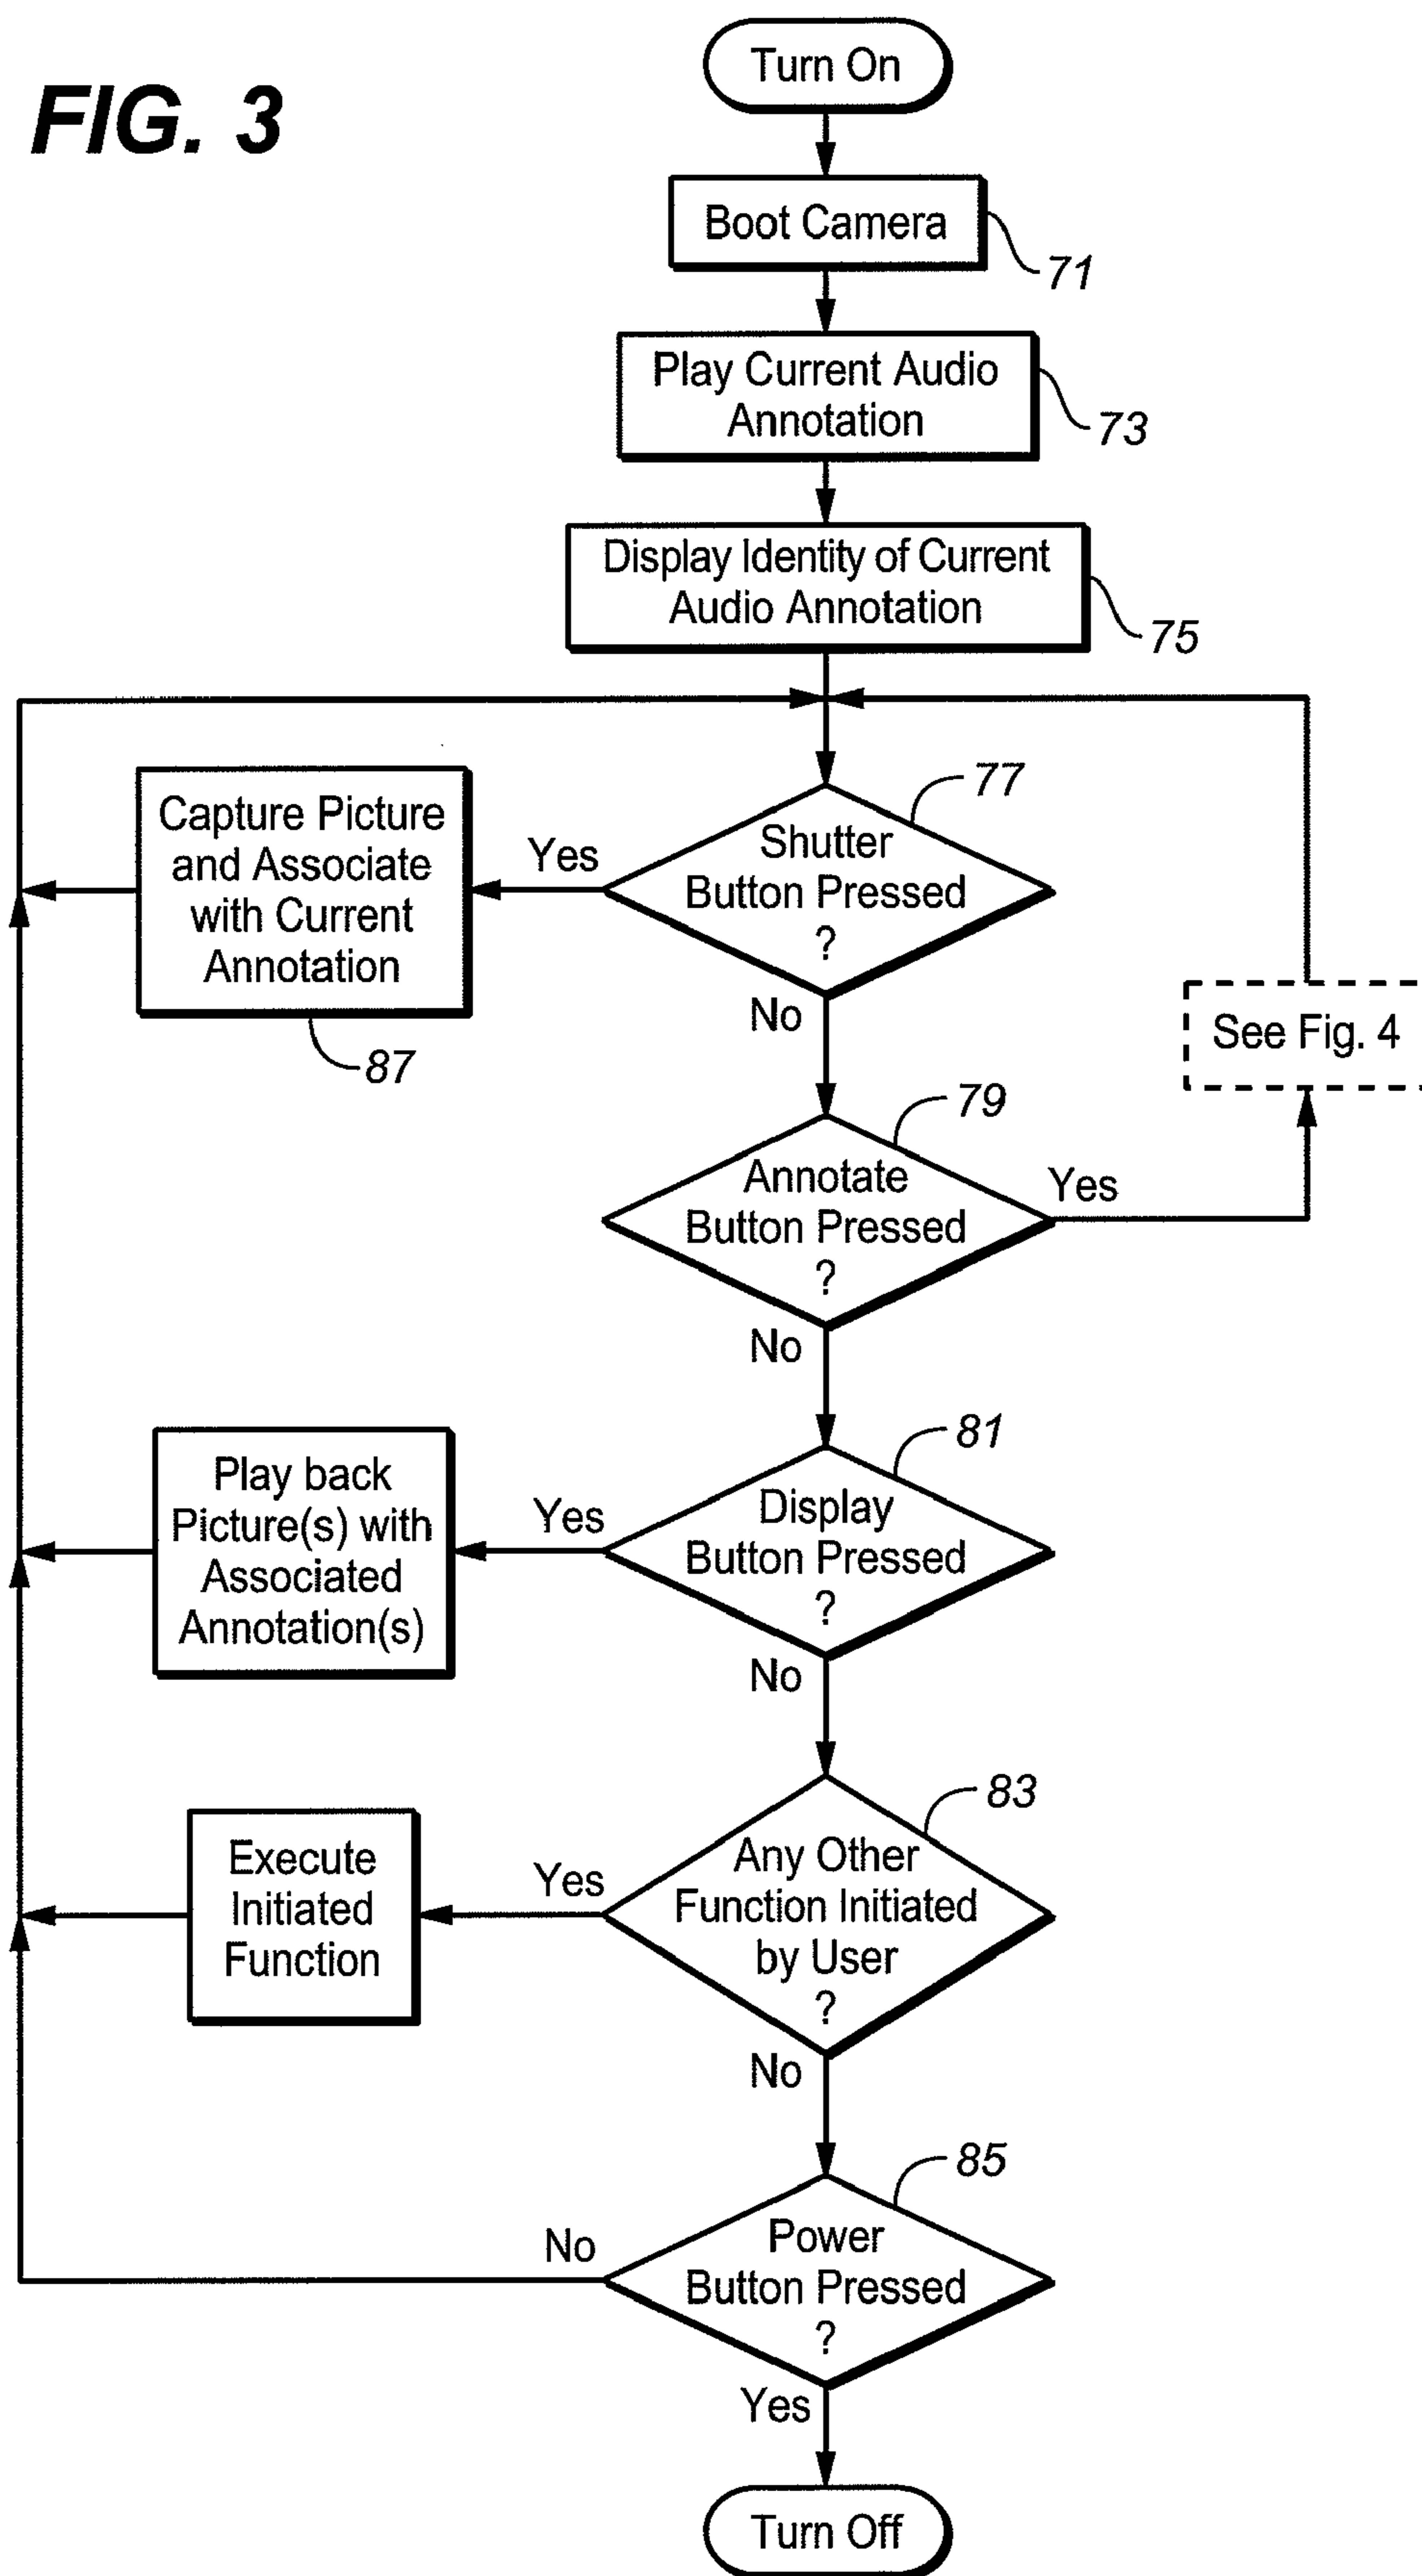 FIG. 3
Turn On
Boot Camera
71
Play Current Audio
Annotation
73
Display Identity of Current
Audio Annotation
75
77
Shutter
Button Pressed
?
Yes
No
Capture Picture
and Associate
with Current
Annotation
87
See Fig. 4
79
Annotate
Button Pressed
?
Yes
No
81
Display
Button Pressed
?
Yes
No
Play back
Picture(s) with
Associated
Annotation(s)
83
Any Other
Function Initiated
by User
?
Yes
No
Execute
Initiated
Function
85
Power
Button Pressed
?
No
Yes
Turn Off